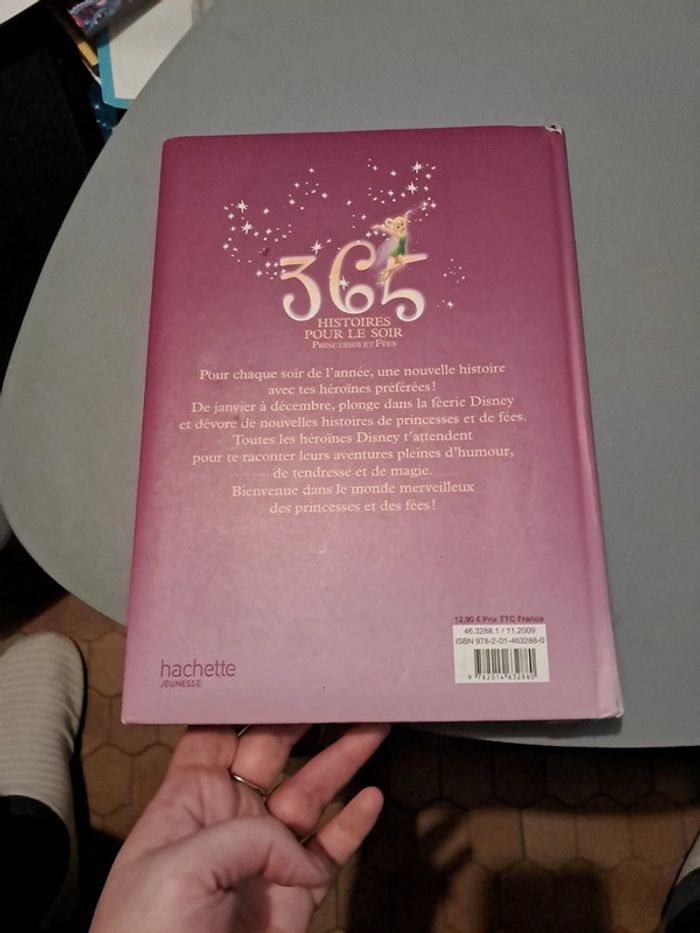 365
HISTOIRES
POUR LE SOIR
PRINCESSES ET FÉES
Pour chaque soir de l'année, une nouvelle histoire
avec tes héroïnes préférées !
De janvier à décembre, plonge dans la féerie Disney
et dévore de nouvelles histoires de princesses et de fées.
Toutes les héroïnes Disney t'attendent
pour te raconter leurs aventures pleines d'humour,
de tendresse et de magie.
Bienvenue dans le monde merveilleux
des princesses et des fées !
12,90 € Prix TTC France
46.3288.1 / 11.2009
ISBN 978-2-01-463288-0
9 782014 632880
hachette
JEUNESSE